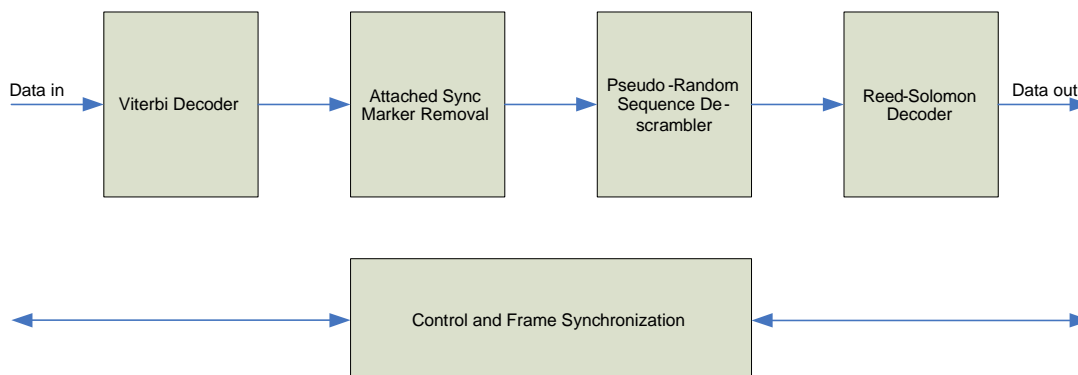 Data in
Viterbi Decoder
Attached Sync
Marker Removal
Pseudo-Random
Sequence De-
scrambler
Reed-Solomon
Decoder
Data out
Control and Frame Synchronization